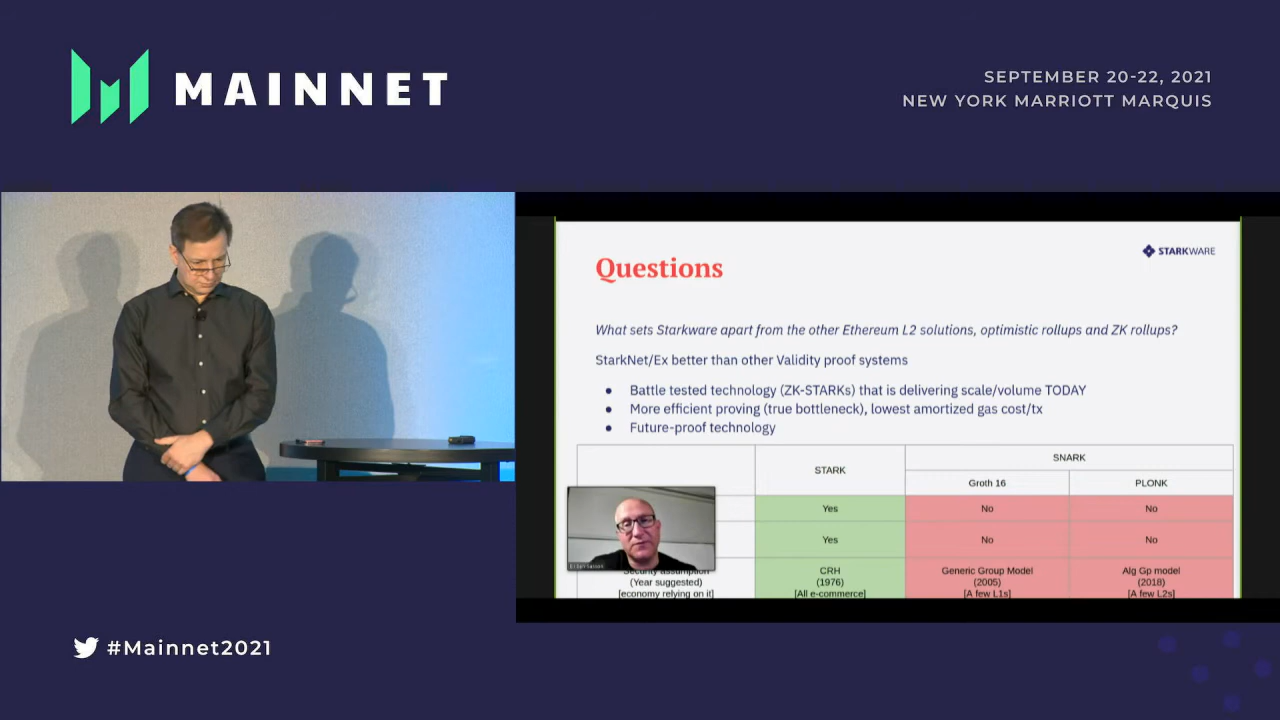 MAINNET
SEPTEMBER 20-22, 2021
NEW YORK MARRIOTT MARQUIS
STARKWARE
Questions
What sets Starkware apart from the other Ethereum L2 solutions, optimistic rollups and ZK rollups?
StarkNet/Ex better than other Validity proof systems
● Battle tested technology (ZK-STARKs) that is delivering scale/volume TODAY
● More efficient proving (true bottleneck), lowest amortized gas cost/tx
● Future-proof technology
STARK
SNARK
Groth 16
PLONK
Yes
No
No
Yes
No
No
Security assumption
(Year suggested)
[economy relying on it]
CRH
(1976)
[All e-commerce]
Generic Group Model
(2005)
[A few L1s]
Alg Gp model
(2018)
[A few L2s]
#Mainnet2021